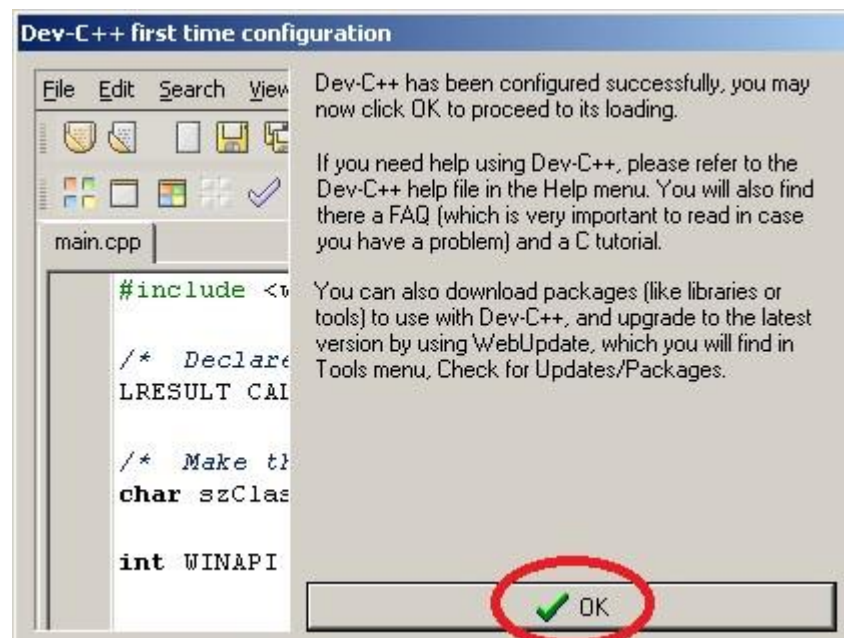 Dev-C++ first time configuration
File Edit Search View
main.cpp
#include <w
/* Declare
LRESULT CAL
/* Make th
char szClas
int WINAPI
Dev-C++ has been configured successfully, you may
now click OK to proceed to its loading.
If you need help using Dev-C++, please refer to the
Dev-C++ help file in the Help menu. You will also find
there a FAQ (which is very important to read in case
you have a problem) and a C tutorial.
You can also download packages (like libraries or
tools) to use with Dev-C++, and upgrade to the latest
version by using WebUpdate, which you will find in
Tools menu, Check for Updates/Packages.
OK